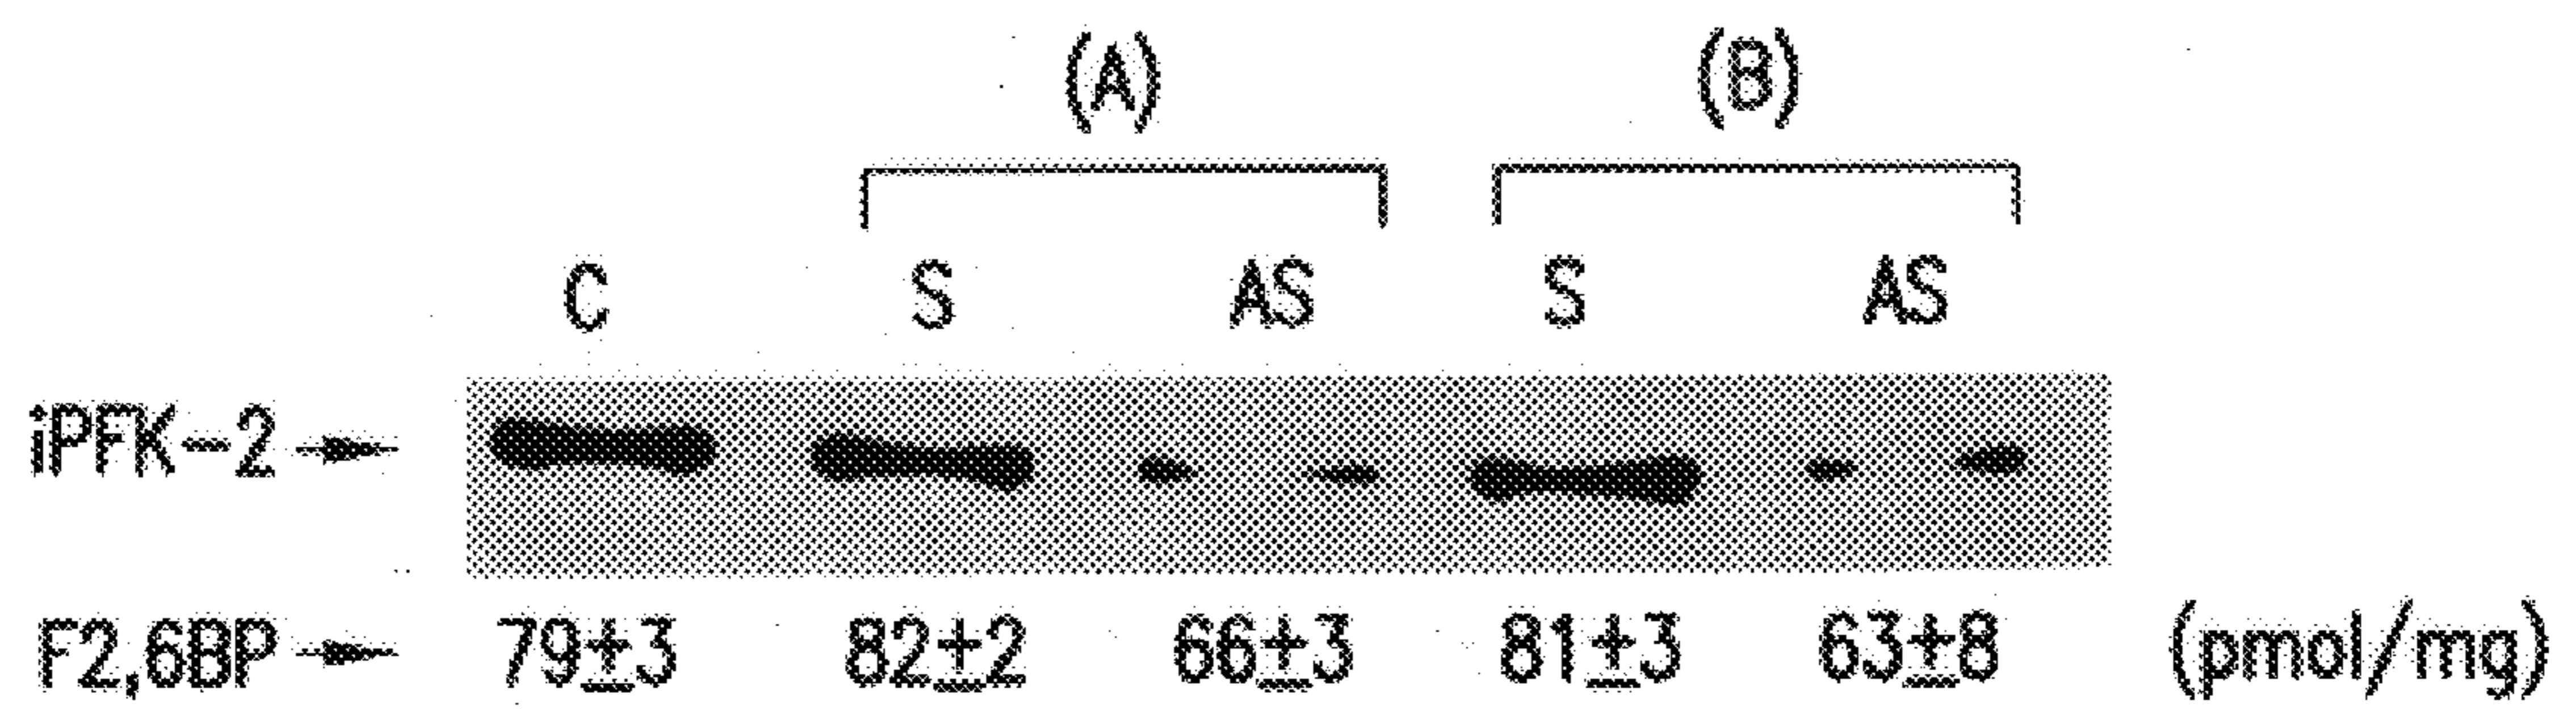 (A) (B)
C S AS S AS
iPFK-2
F2,6BP 79±3 82±2 66±3 81±3 63±8 (pmol/mg)